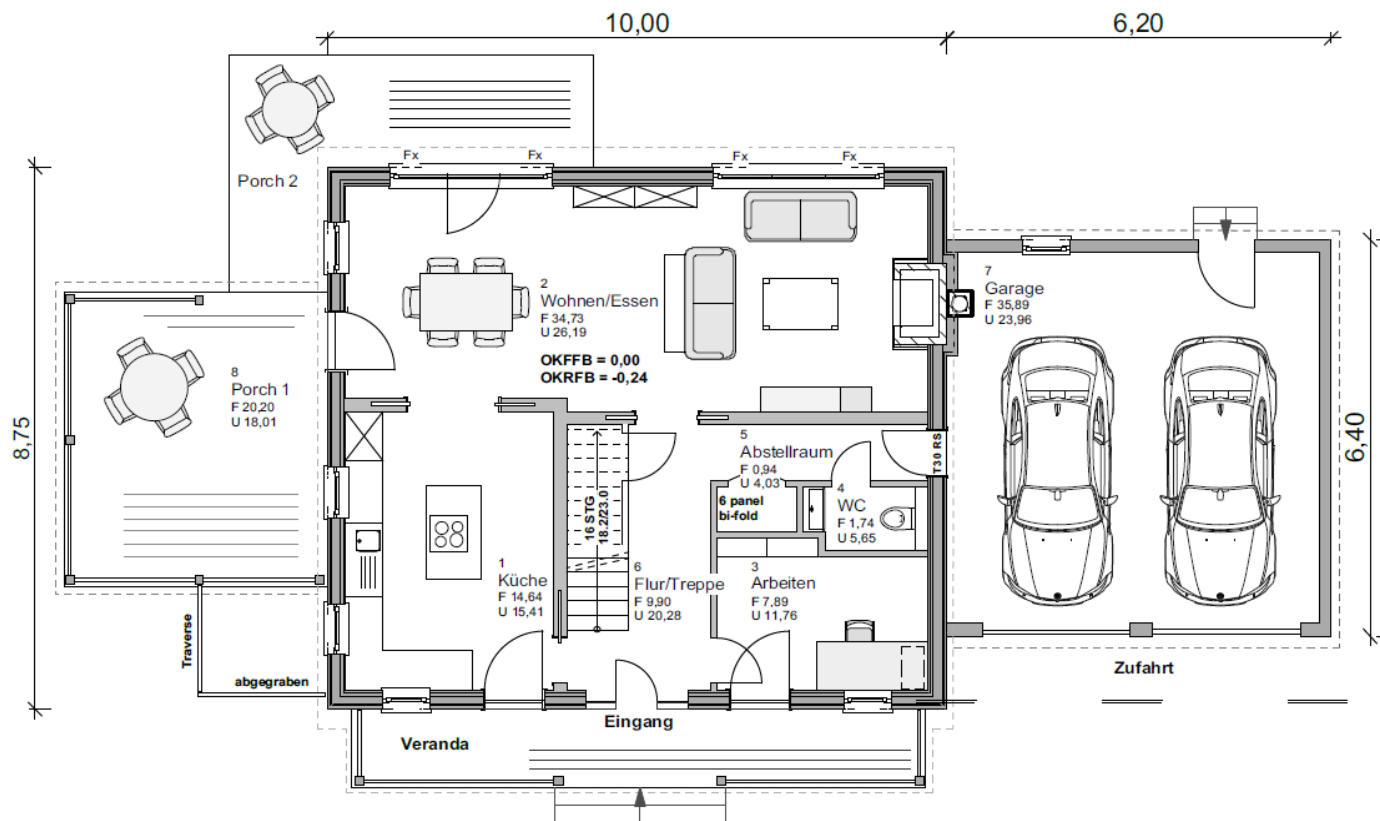 10,00
6,20
Porch 2
Fx
Fx
Fx
Fx
8,75
6,40
2
Wohnen/Essen
F 34,73
U 26,19
OKFFB = 0,00
OKRFB = -0,24
7
Garage
F 35,89
U 23,96
8
Porch 1
F 20,20
U 18,01
5
Abstellraum
F 0,94
U 4,03
T30 RS
6 panel
bi-fold
4
WC
F 1,74
U 5,65
16 STG
18.2/23.0
1
Küche
F 14,64
U 15,41
6
Flur/Treppe
F 9,90
U 20,28
3
Arbeiten
F 7,89
U 11,76
Traverse
abgegraben
Zufahrt
Eingang
Veranda